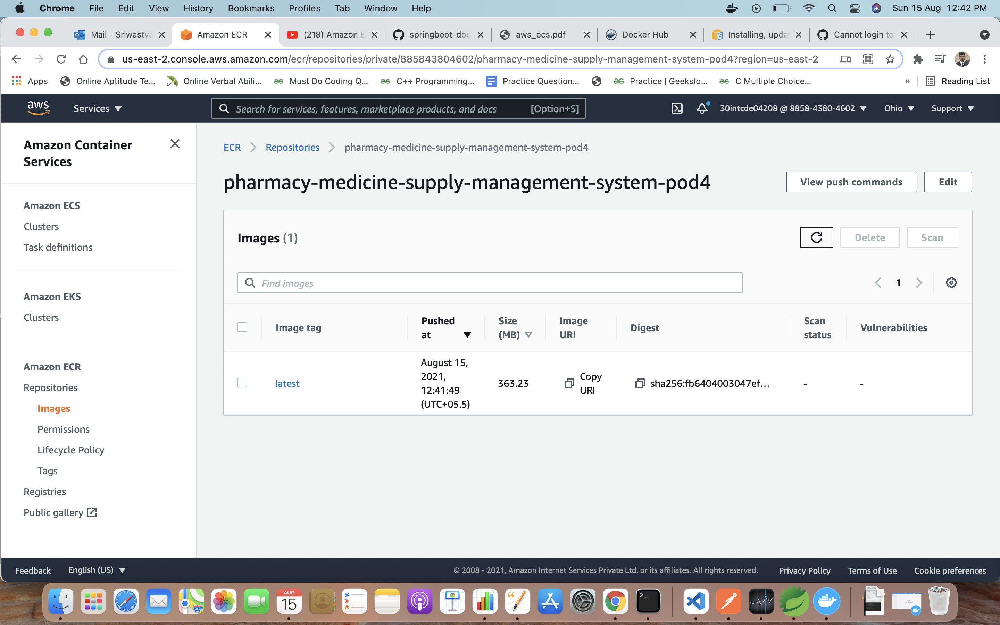 Chrome File Edit View History Bookmarks Profiles Tab Window Help Sun 15 Aug 12:42 PM
Mail - Sriwastva Amazon ECR (218) Amazon E springboot-doc aws_ecs.pdf Docker Hub Installing, upda Cannot login to
us-east-2.console.aws.amazon.com/ecr/repositories/private/885843804602/pharmacy-medicine-supply-management-system-pod4?region=us-east-2
Apps Online Aptitude Te... Online Verbal Abili... Must Do Coding Q... C++ Programming... Practice Question... Practice | Geeksfo... C Multiple Choice... » Reading List
aws Services Search for services, features, marketplace products, and docs [Option+S] 30intcde04208 @ 8858-4380-4602 Ohio Support
Amazon Container
Services
Amazon ECS
Clusters
Task definitions
Amazon EKS
Clusters
Amazon ECR
Repositories
Images
Permissions
Lifecycle Policy
Tags
Registries
Public gallery
ECR Repositories pharmacy-medicine-supply-management-system-pod4
pharmacy-medicine-supply-management-system-pod4 View push commands Edit
Images (1) Delete Scan
Find images 1
Image tag Pushed at Size (MB) Image URI Digest Scan status Vulnerabilities
latest August 15, 2021, 12:41:49 (UTC+05.5) 363.23 Copy URI sha256:fb6404003047ef... - -
Feedback English (US) © 2008 - 2021, Amazon Internet Services Private Ltd. or its affiliates. All rights reserved. Privacy Policy Terms of Use Cookie preferences
AUG
15
280